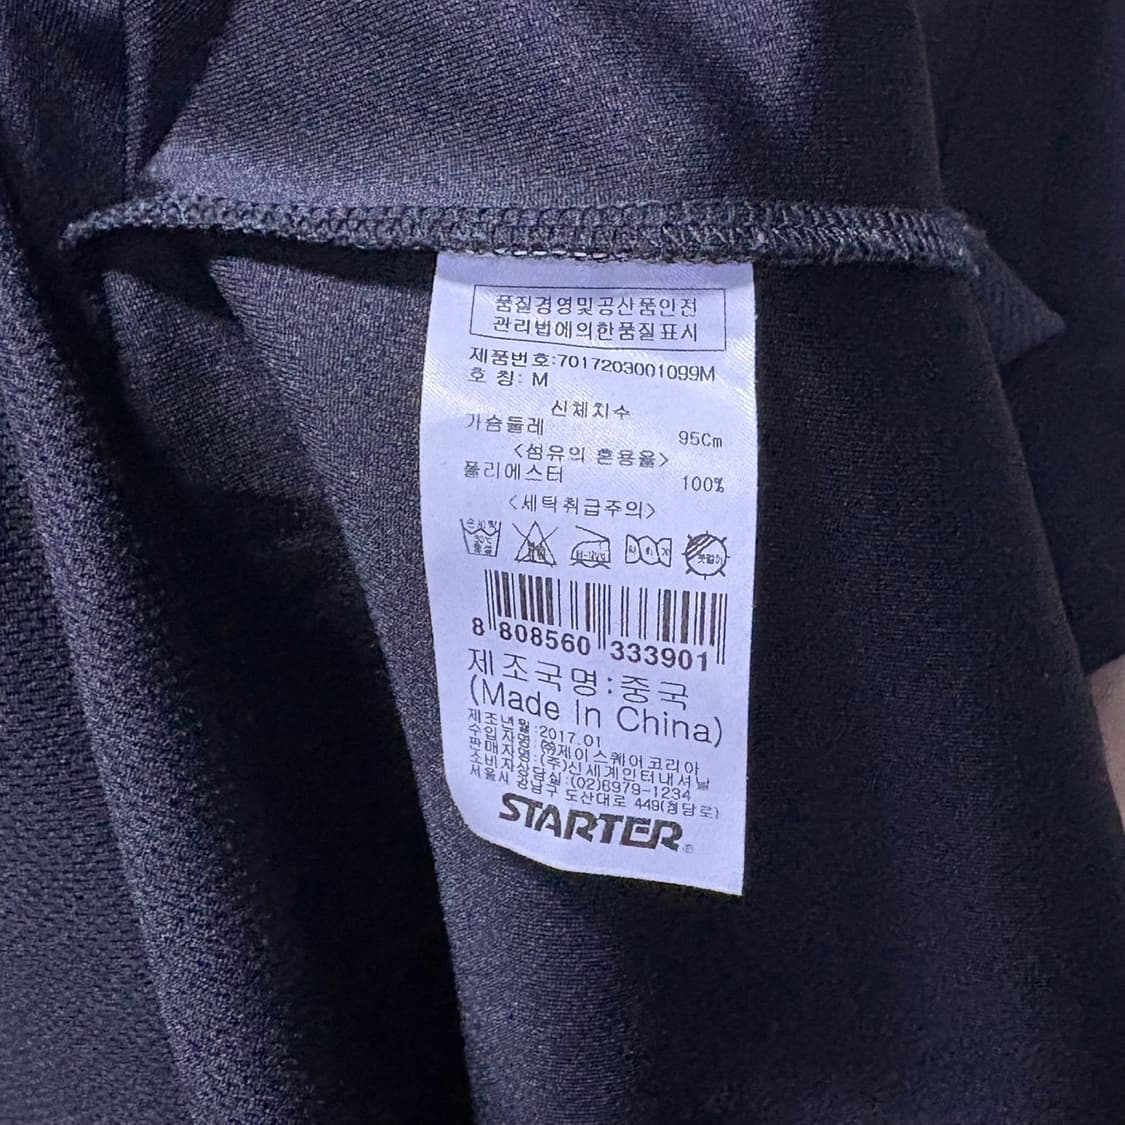 품질경영및공산품안전
관리법에의한품질표시
제품번호:7017203001099M
호 칭: M
신체치수
가슴둘레 95Cm
<섬유의 혼용율>
폴리에스터 100%
<세탁취급주의>
8 808560 333901
제조국명:중국
(Made In China)
제조년월:2017.01
수입자명:㈜제이스퀘어코리아
판매자명:(주)신세계인터내셔날
소비자상담실:(02)6979-1234
서울시 강남구 도산대로 449(청담로)
STARTER